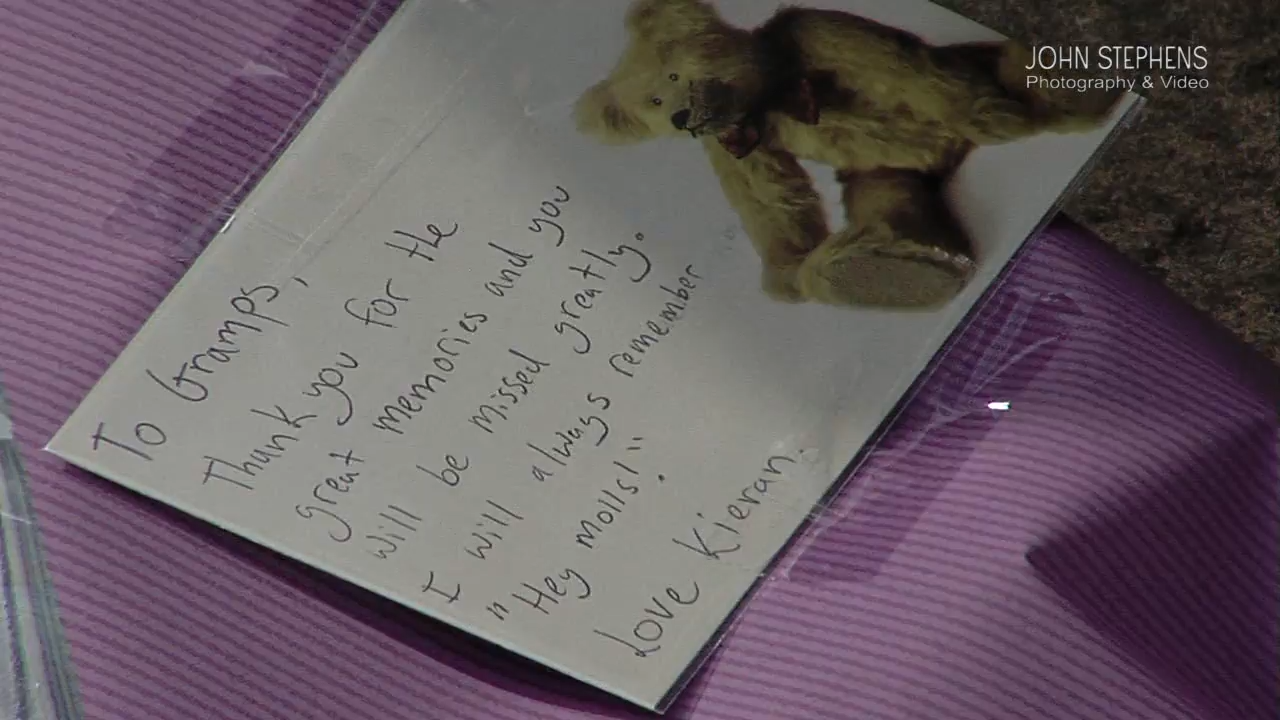 JOHN STEPHENS
Photography & Video
To Gramps,
Thank you for the
great memories and you
will be missed greatly.
I will always remember
"Hey Molls!".
Love Kieran.